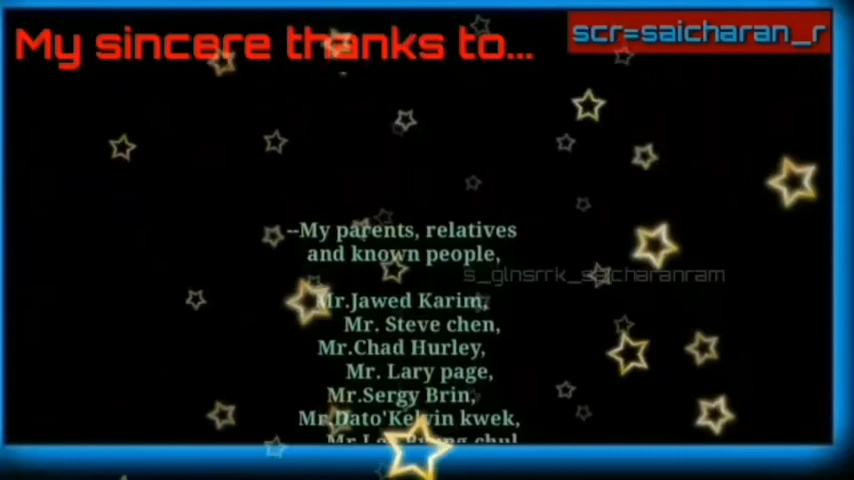 My sincere thanks to...
scr=saicharan_r
--My parents, relatives
and known people,
s_glnsrrk_saicharanram
Mr.Jawed Karim,
Mr. Steve chen,
Mr.Chad Hurley,
Mr. Lary page,
Mr.Sergy Brin,
Mr.Dato'Kelvin kwek,